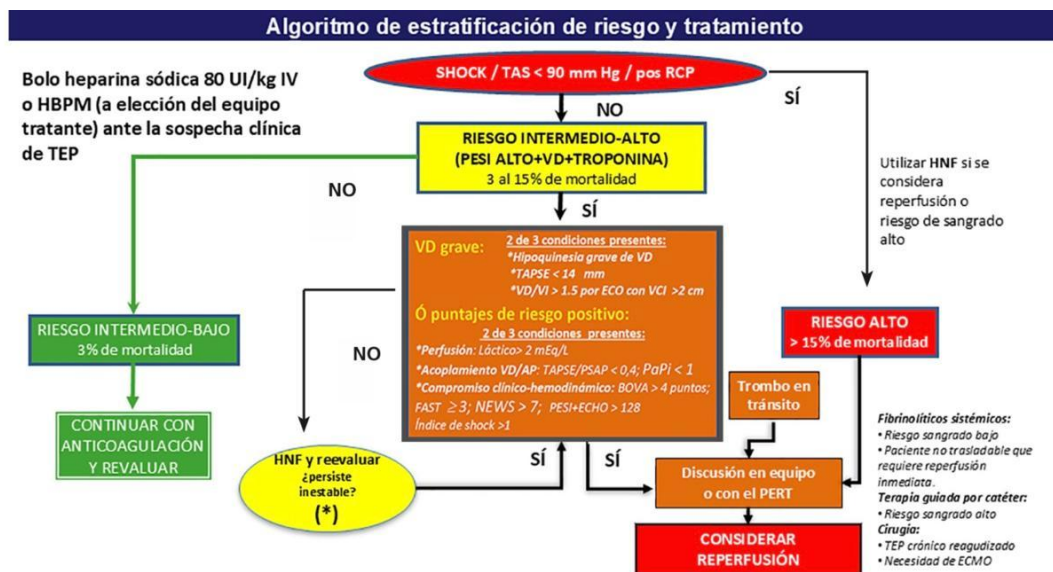 Algoritmo de estratificación de riesgo y tratamiento
Bolo heparina sódica 80 UI/kg IV
o HBPM (a elección del equipo
tratante) ante la sospecha clínica
de TEP
SHOCK / TAS < 90 mm Hg / pos RCP
NO
SÍ
RIESGO INTERMEDIO-ALTO
(PESI ALTO+VD+TROPONINA)
3 al 15% de mortalidad
NO
SÍ
Utilizar HNF si se
considera
reperfusión o
riesgo de sangrado
alto
VD grave:
2 de 3 condiciones presentes:
*Hipoquinesia grave de VD
*TAPSE < 14 mm
*VD/VI > 1.5 por ECO con VCI >2 cm
Ó puntajes de riesgo positivo:
2 de 3 condiciones presentes:
*Perfusión: Láctico> 2 mEq/L
*Acoplamiento VD/AP: TAPSE/PSAP < 0,4; PaPi < 1
*Compromiso clínico-hemodinámico: BOVA > 4 puntos;
FAST ≥ 3; NEWS > 7; PESI+ECHO > 128
Índice de shock >1
RIESGO INTERMEDIO-BAJO
3% de mortalidad
NO
RIESGO ALTO
> 15% de mortalidad
Trombo en
tránsito
CONTINUAR CON
ANTICOAGULACIÓN
Y REVALUAR
HNF y reevaluar
¿persiste
inestable?
(*)
SÍ
SÍ
Discusión en equipo
o con el PERT
CONSIDERAR
REPERFUSIÓN
Fibrinolíticos sistémicos:
• Riesgo sangrado bajo
• Paciente no trasladable que
requiere reperfusión
inmediata.
Terapia guiada por catéter:
• Riesgo sangrado alto
Cirugía:
• TEP crónico reagudizado
• Necesidad de ECMO